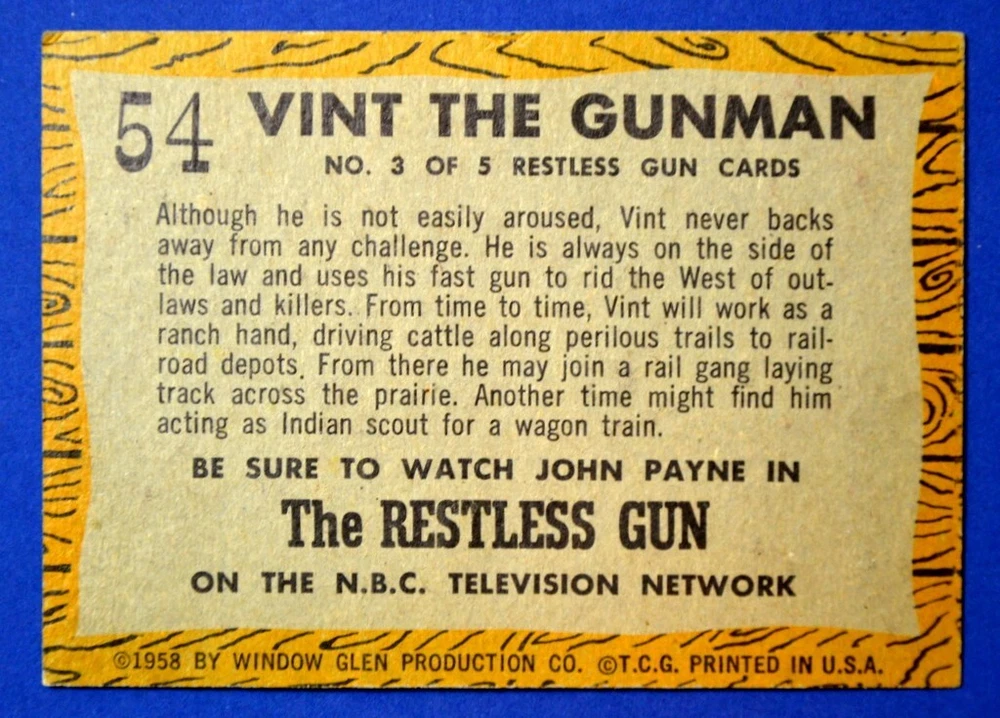 54 VINT THE GUNMAN
NO. 3 OF 5 RESTLESS GUN CARDS
Although he is not easily aroused, Vint never backs
away from any challenge. He is always on the side of
the law and uses his fast gun to rid the West of out-
laws and killers. From time to time, Vint will work as a
ranch hand, driving cattle along perilous trails to rail-
road depots. From there he may join a rail gang laying
track across the prairie. Another time might find him
acting as Indian scout for a wagon train.
BE SURE TO WATCH JOHN PAYNE IN
The RESTLESS GUN
ON THE N.B.C. TELEVISION NETWORK
©1958 BY WINDOW GLEN PRODUCTION CO. ©T.C.G. PRINTED IN U.S.A.